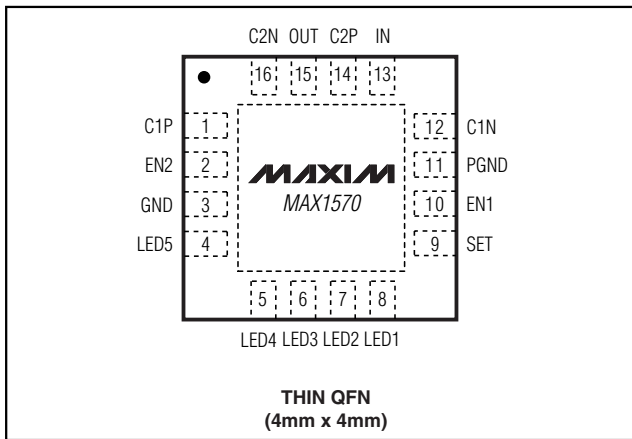 C2N OUT C2P IN
16 15 14 13
C1P 1 12 C1N
EN2 2 MAXIM 11 PGND
GND 3 MAX1570 10 EN1
LED5 4 9 SET
5 6 7 8
LED4 LED3 LED2 LED1
THIN QFN
(4mm x 4mm)